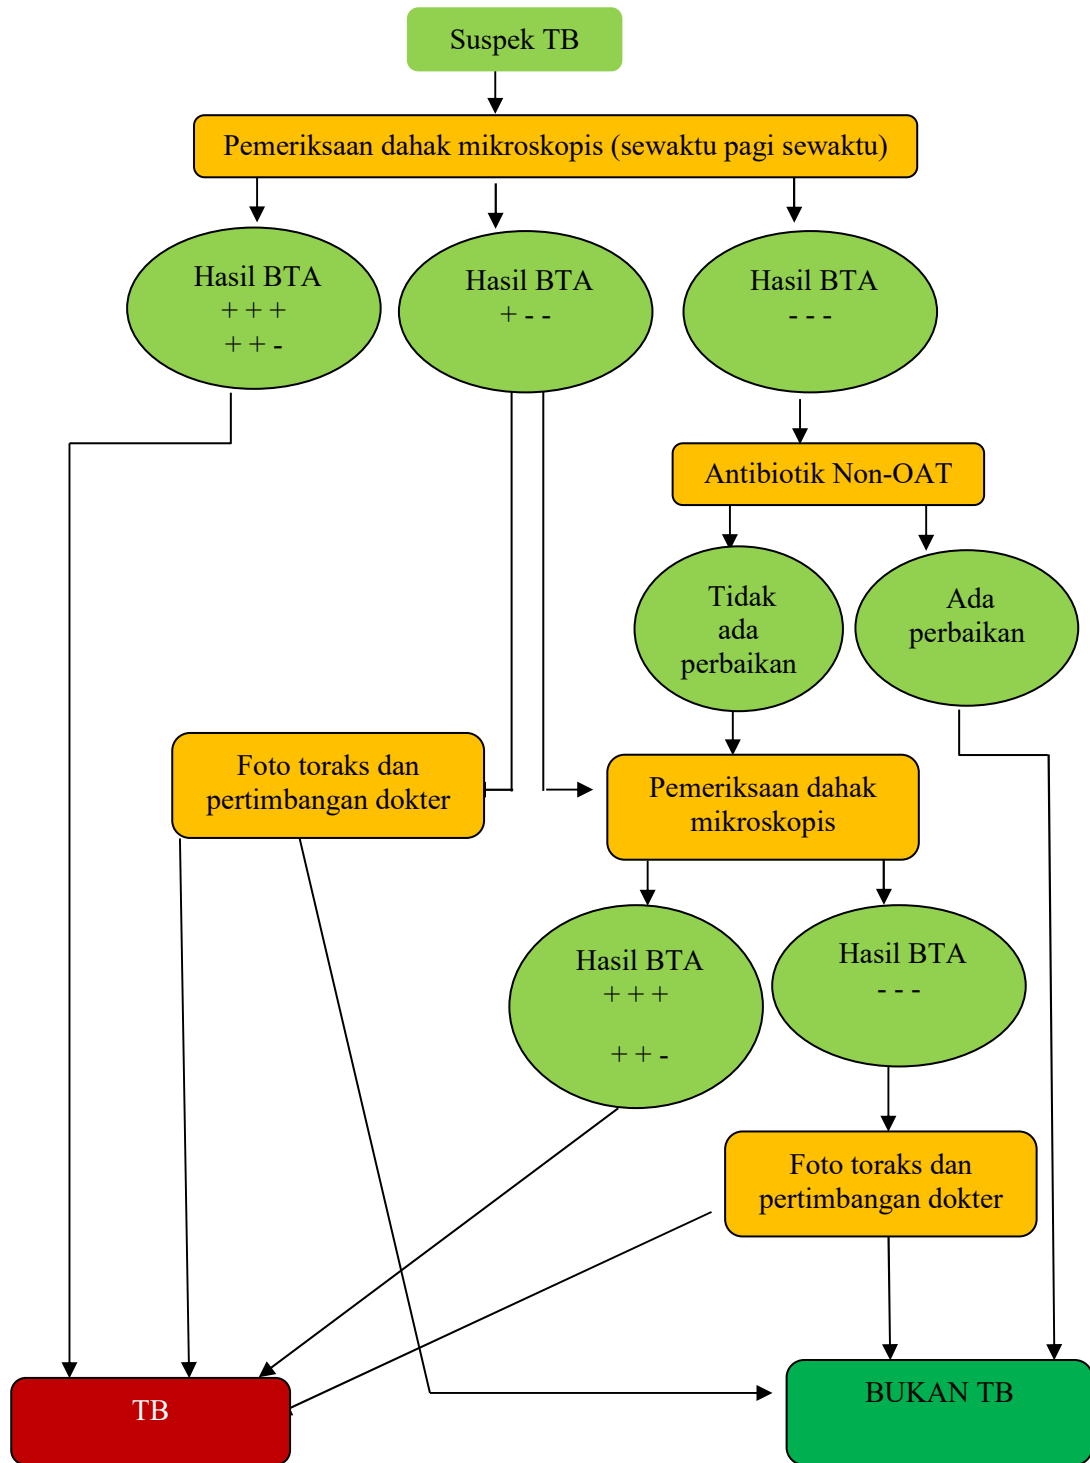 Suspek TB
Pemeriksaan dahak mikroskopis (sewaktu pagi sewaktu)
Hasil BTA
+ + +
+ + -
Hasil BTA
+ - -
Hasil BTA
- - -
Antibiotik Non-OAT
Tidak
ada
perbaikan
Ada
perbaikan
Foto toraks dan
pertimbangan dokter
Pemeriksaan dahak
mikroskopis
Hasil BTA
+ + +
+ + -
Hasil BTA
- - -
Foto toraks dan
pertimbangan dokter
TB
BUKAN TB